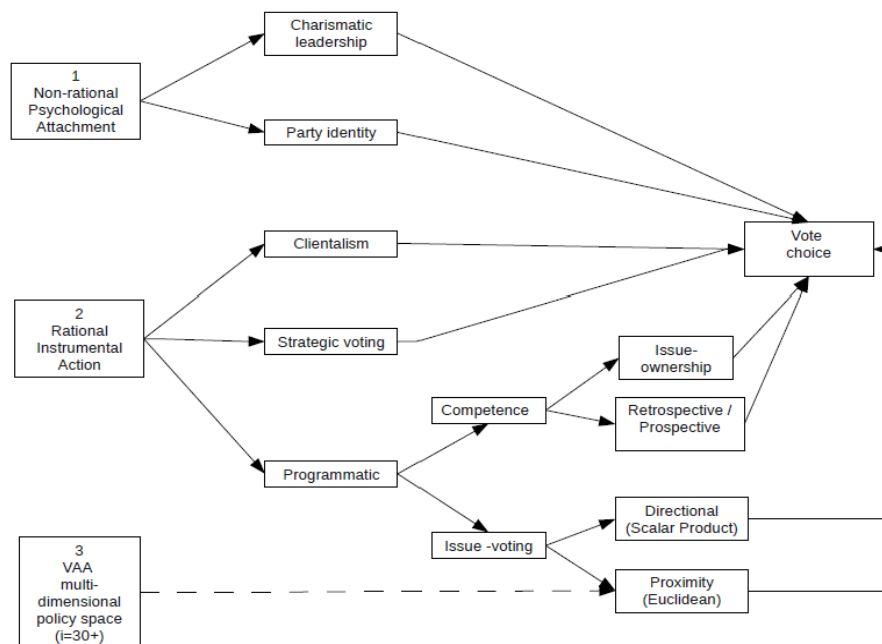 Charismatic
leadership
1
Non-rational
Psychological
Attachment
Party identity
Clientalism
Vote
choice
2
Rational
Instrumental
Action
Strategic voting
Issue-
ownership
Competence
Retrospective /
Prospective
Programmatic
Directional
(Scalar Product)
Issue -voting
3
VAA
multi-
dimensional
policy space
(i=30+)
Proximity
(Euclidean)